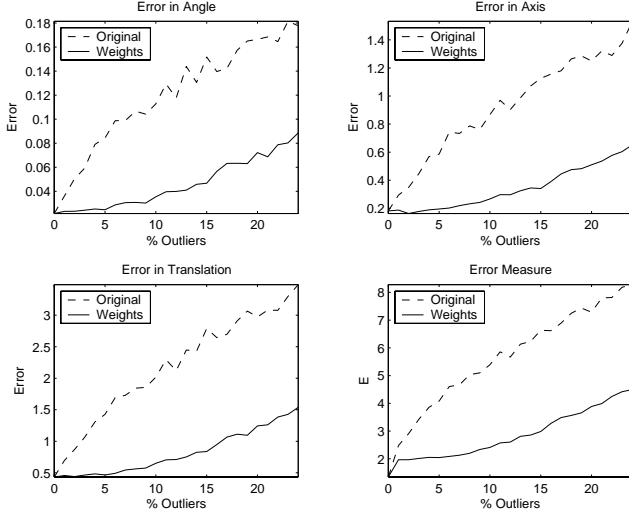 Error in Angle
0.18
0.16
0.14
0.12
0.1
0.08
0.06
0.04
Error
Original
Weights
0 5 10 15 20
% Outliers
Error in Axis
1.4
1.2
1
0.8
0.6
0.4
0.2
Error
Original
Weights
0 5 10 15 20
% Outliers
Error in Translation
3
2.5
2
1.5
1
0.5
Error
Original
Weights
0 5 10 15 20
% Outliers
Error Measure
8
7
6
5
4
3
2
E
Original
Weights
0 5 10 15 20
% Outliers